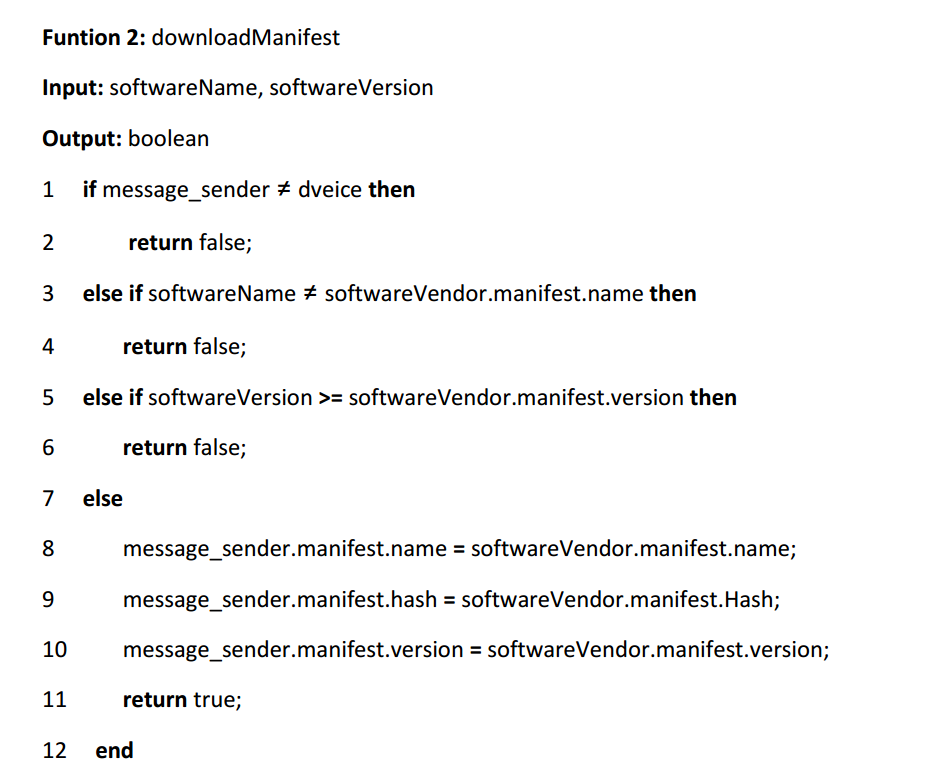 Funtion 2: downloadManifest
Input: softwareName, softwareVersion
Output: boolean
1 if message_sender ≠ dveice then
2 return false;
3 else if softwareName ≠ softwareVendor.manifest.name then
4 return false;
5 else if softwareVersion >= softwareVendor.manifest.version then
6 return false;
7 else
8 message_sender.manifest.name = softwareVendor.manifest.name;
9 message_sender.manifest.hash = softwareVendor.manifest.Hash;
10 message_sender.manifest.version = softwareVendor.manifest.version;
11 return true;
12 end